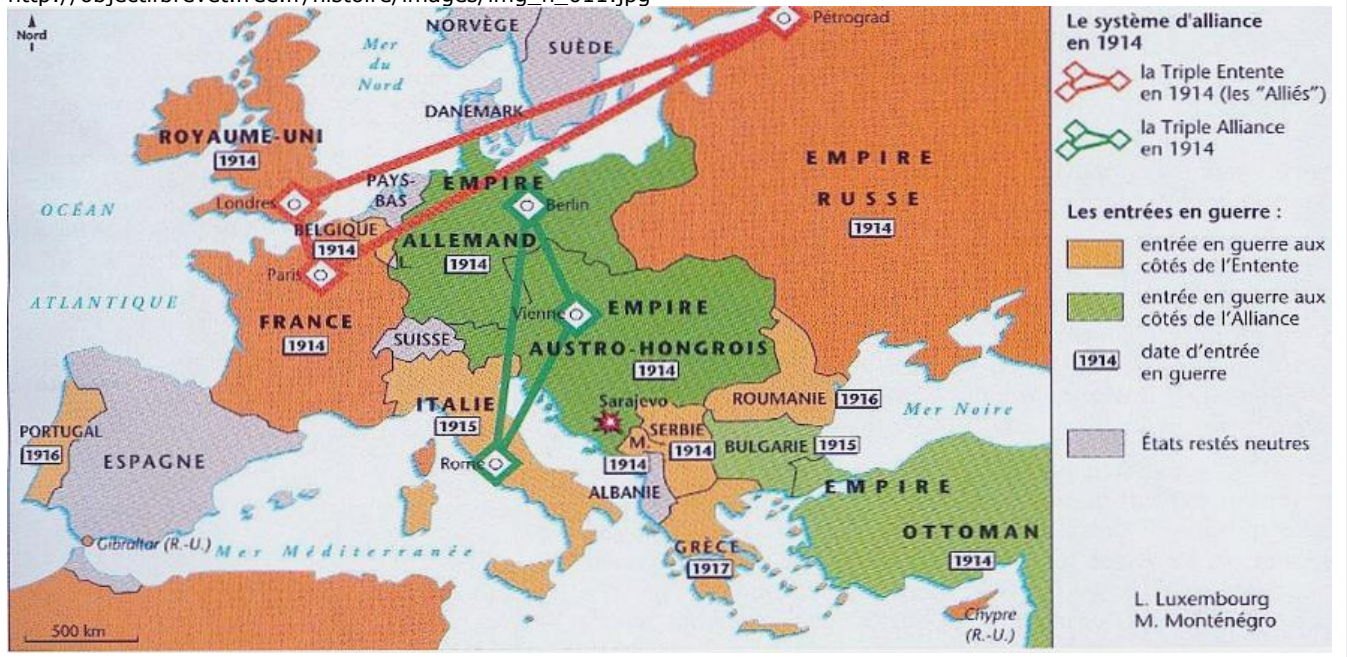 Nord
NORVÈGE
SUÈDE
Pétrograd
Mer
du
Nord
DANEMARK
ROYAUME-UNI
1914
EMPIRE
RUSSE
1914
PAYS-
BAS
EMPIRE
Berlin
Londres
OCÉAN
BELGIQUE
1914
ALLEMAND
1914
L.
Paris
ATLANTIQUE
FRANCE
1914
Vienne
EMPIRE
AUSTRO-HONGROIS
1914
SUISSE
ITALIE
1915
Sarajevo
ROUMANIE 1916
Mer Noire
PORTUGAL
1916
ESPAGNE
SERBIE
1914
M.
1914
BULGARIE 1915
Rome
ALBANIE
EMPIRE
OTTOMAN
1914
Gibraltar (R.-U.)
Mer Méditerranée
GRÈCE
1917
Chypre
(R.-U.)
500 km
Le système d'alliance
en 1914
la Triple Entente
en 1914 (les "Alliés")
la Triple Alliance
en 1914
Les entrées en guerre :
entrée en guerre aux
côtés de l'Entente
entrée en guerre aux
côtés de l'Alliance
1914
date d'entrée
en guerre
États restés neutres
L. Luxembourg
M. Monténégro